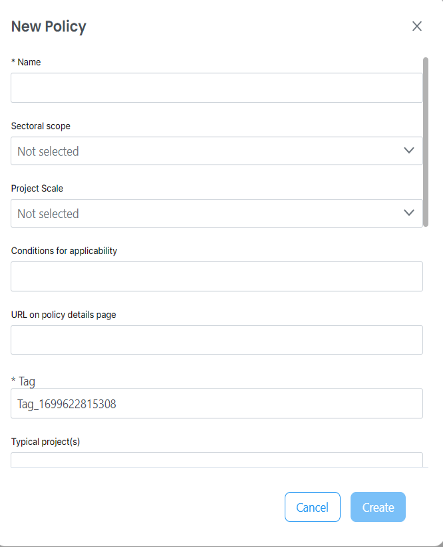 New Policy
* Name
Sectoral scope
Not selected
Project Scale
Not selected
Conditions for applicability
URL on policy details page
* Tag
Tag_1699622815308
Typical project(s)
Cancel
Create